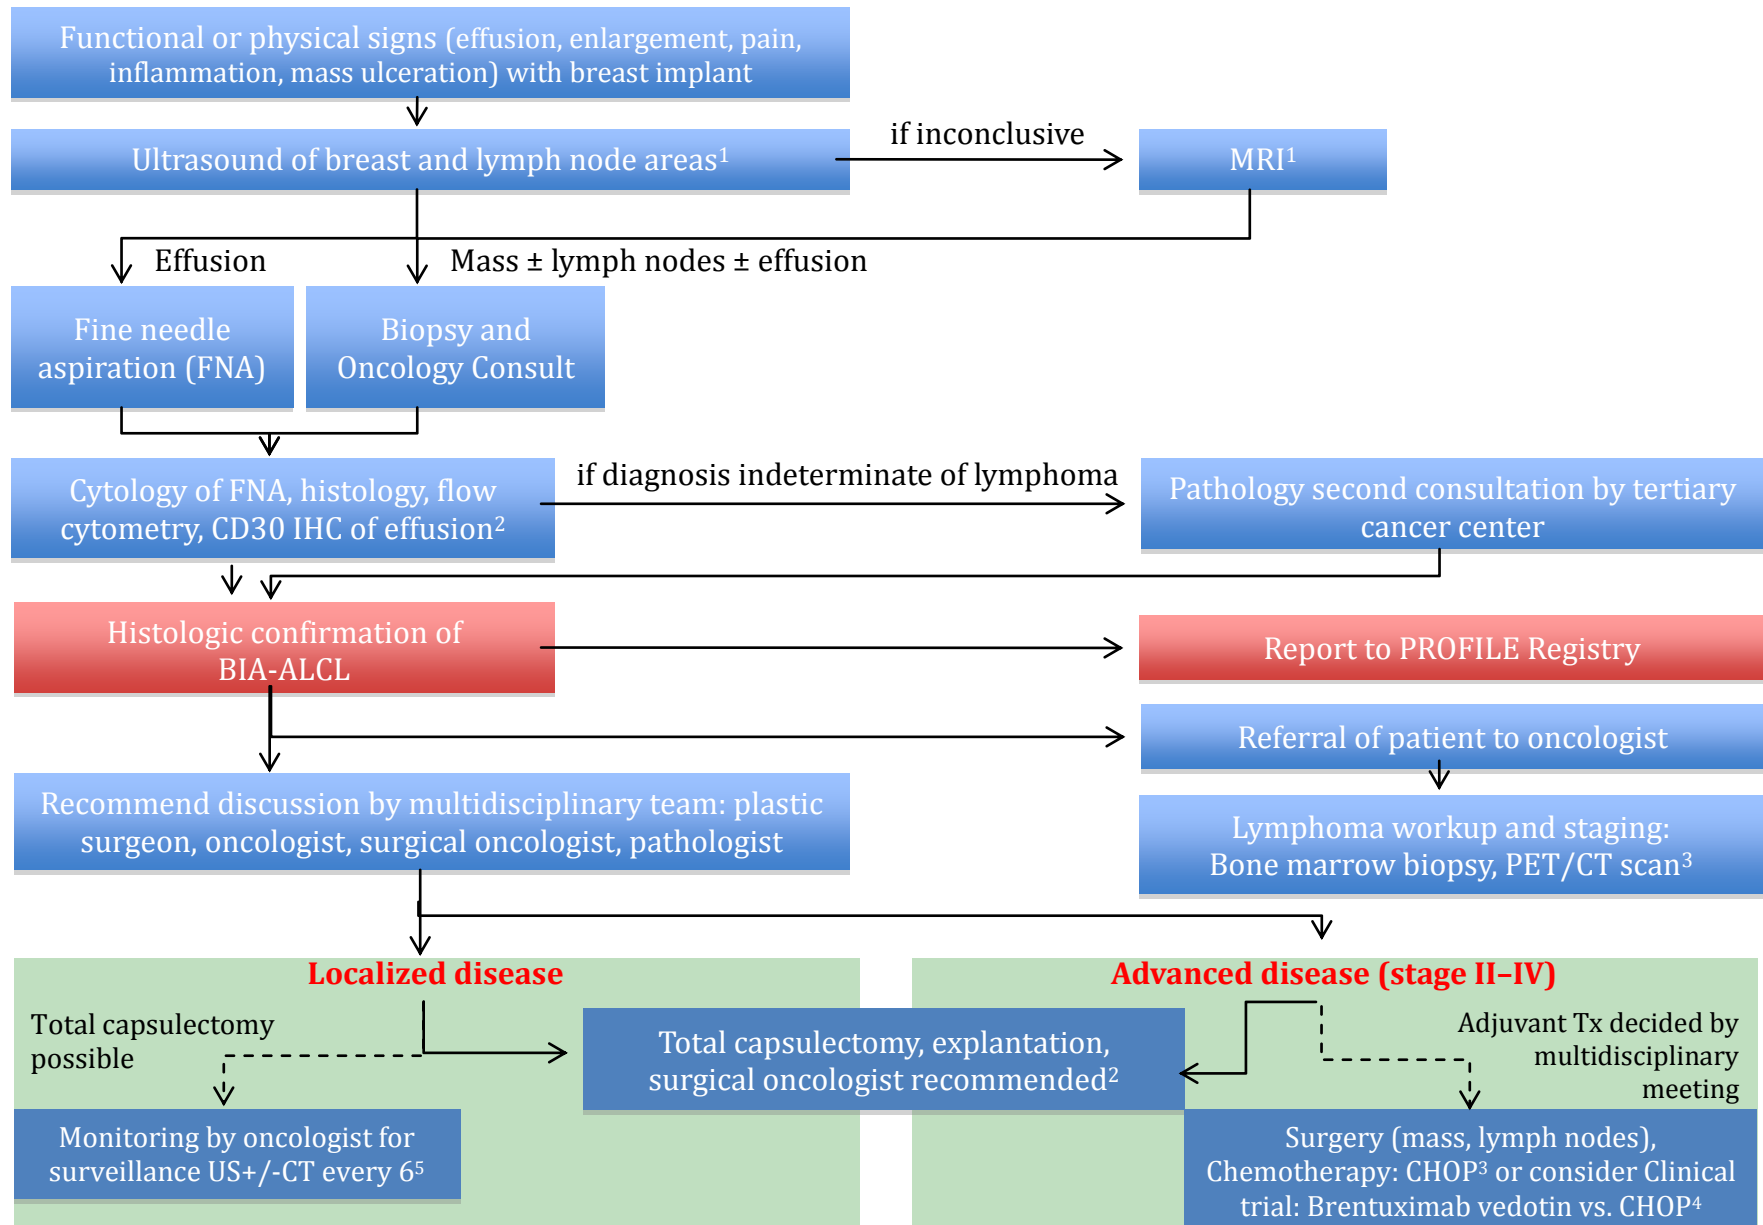 Functional or physical signs (effusion, enlargement, pain,
inflammation, mass ulceration) with breast implant
Ultrasound of breast and lymph node areas¹
if inconclusive
MRI¹
Effusion
Mass ± lymph nodes ± effusion
Fine needle
aspiration (FNA)
Biopsy and
Oncology Consult
Cytology of FNA, histology, flow
cytometry, CD30 IHC of effusion²
if diagnosis indeterminate of lymphoma
Pathology second consultation by tertiary
cancer center
Histologic confirmation of
BIA-ALCL
Report to PROFILE Registry
Referral of patient to oncologist
Recommend discussion by multidisciplinary team: plastic
surgeon, oncologist, surgical oncologist, pathologist
Lymphoma workup and staging:
Bone marrow biopsy, PET/CT scan³
Localized disease
Advanced disease (stage II–IV)
Total capsulectomy
possible
Total capsulectomy, explantation,
surgical oncologist recommended²
Adjuvant Tx decided by
multidisciplinary
meeting
Monitoring by oncologist for
surveillance US+/-CT every 6⁵
Surgery (mass, lymph nodes),
Chemotherapy: CHOP³ or consider Clinical
trial: Brentuximab vedotin vs. CHOP⁴